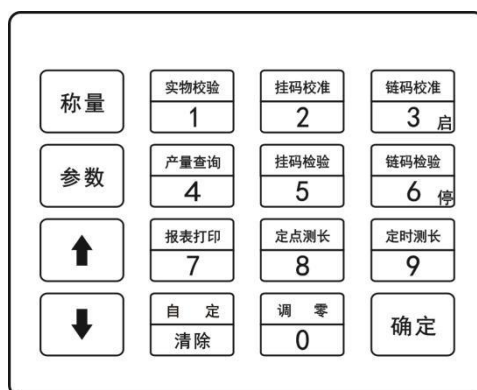 称量
实物校验
1
挂码校准
2
链码校准
3 启
参数
产量查询
4
挂码检验
5
链码检验
6 停
报表打印
7
定点测长
8
定时测长
9
自 定
清除
调 零
0
确定